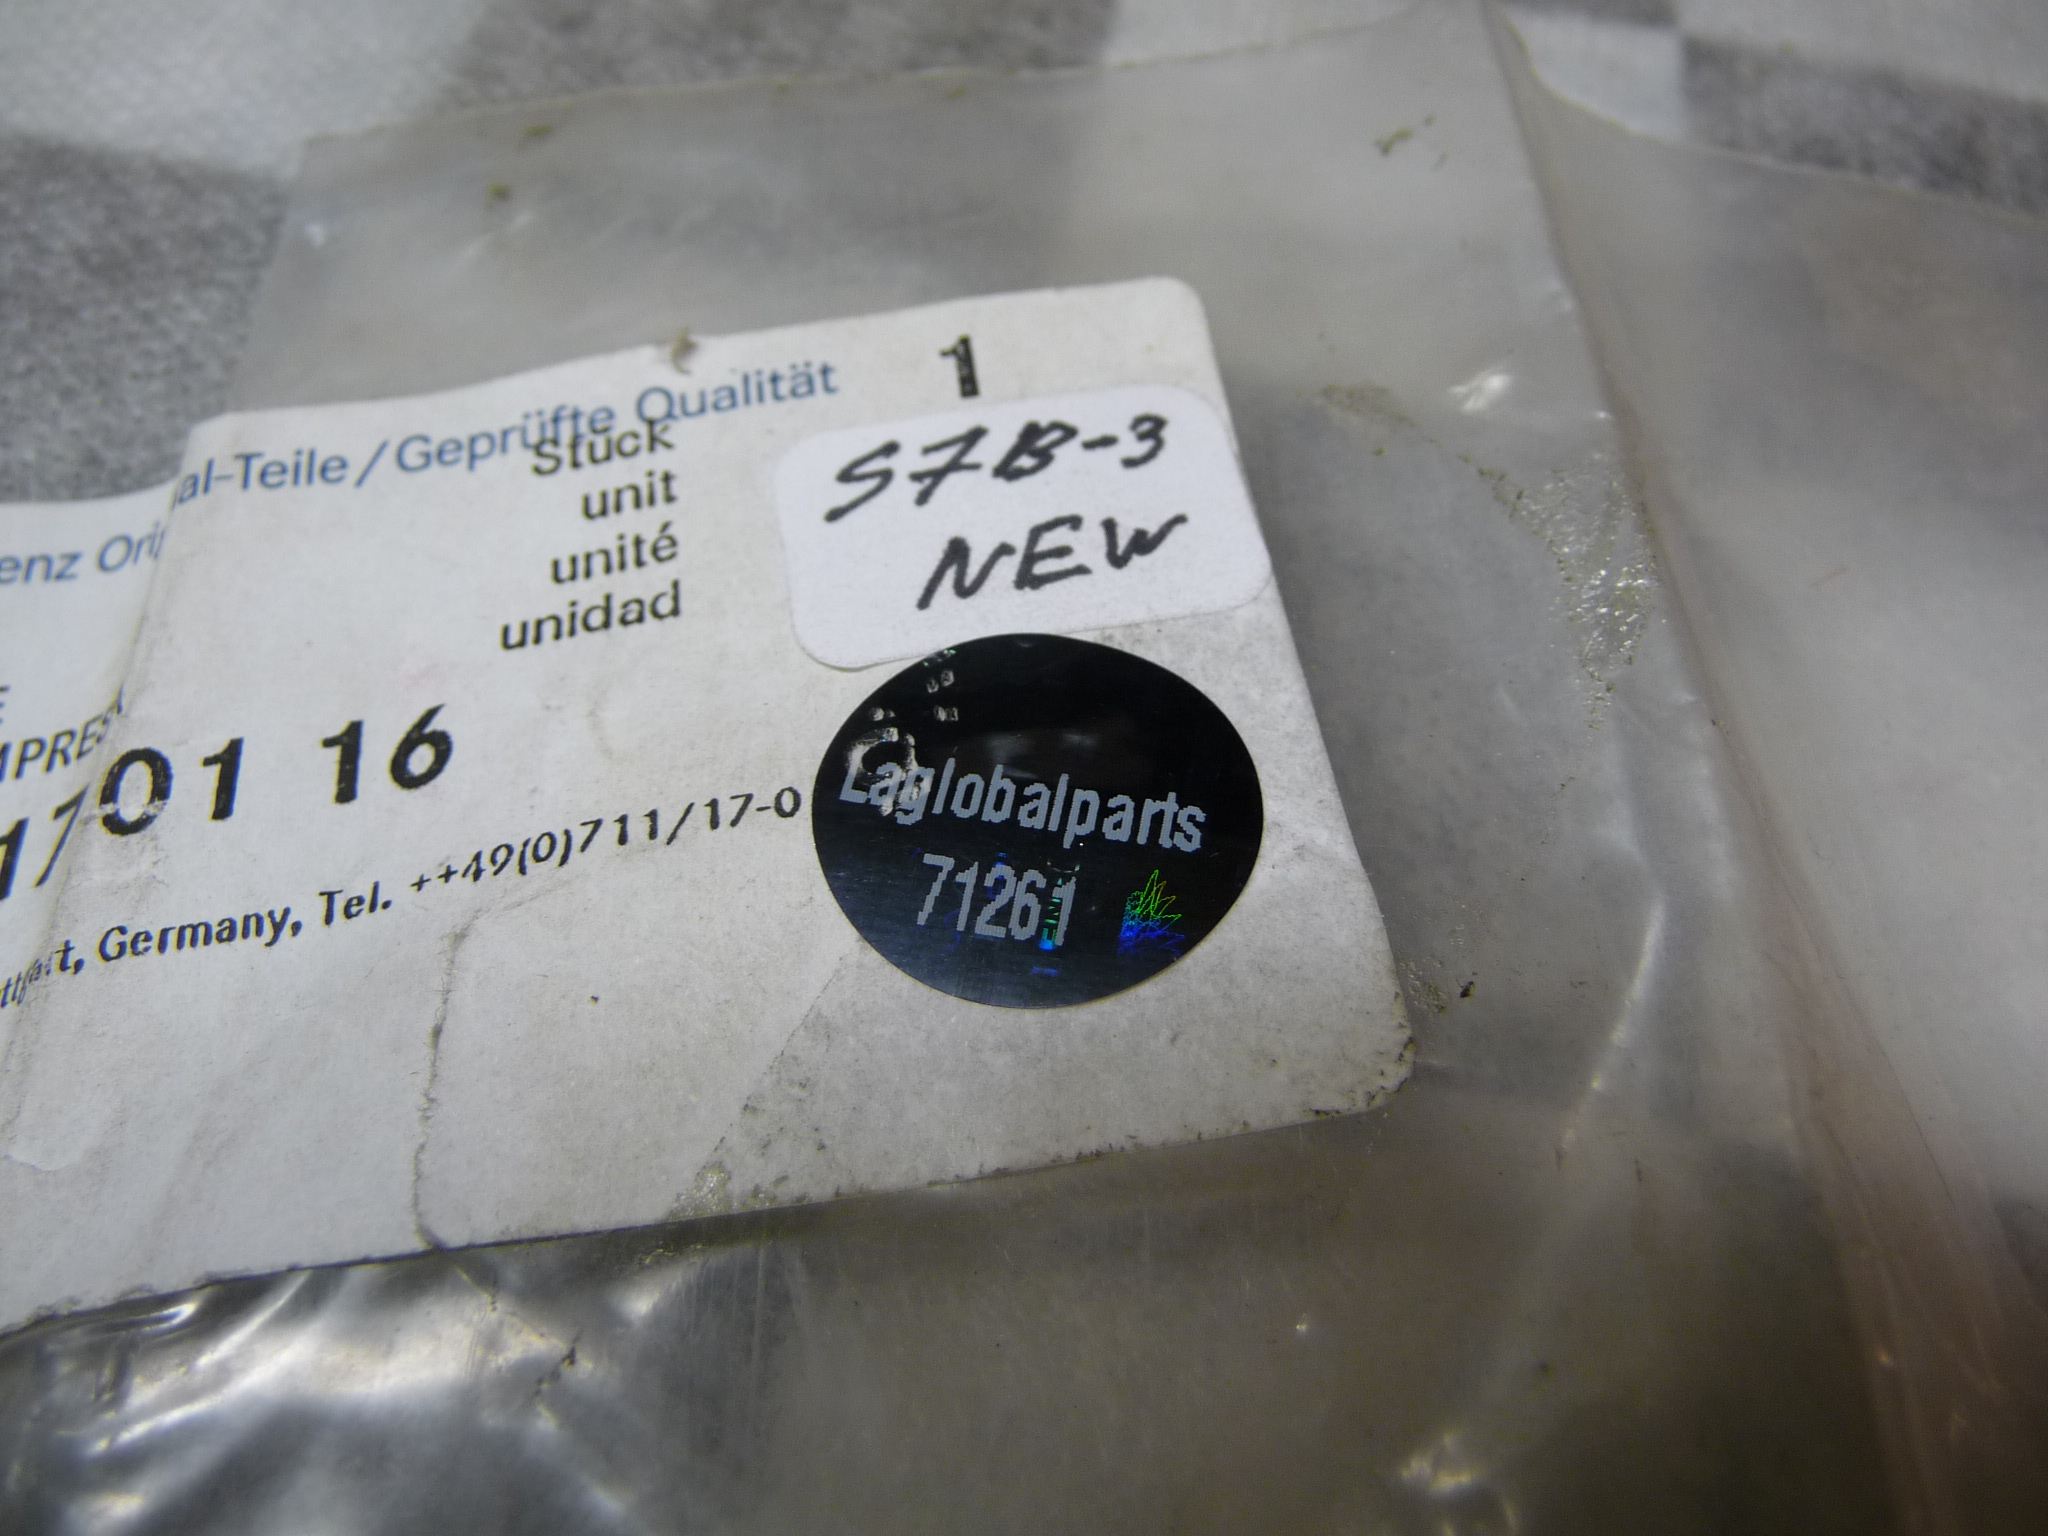 enz Ori
al-Teile/Geprüfte Qualität
1
Stück
unit
unité
unidad
S7B-3
NEW
E
MPRES
17 01 16
t, Germany, Tel. ++49(0)711/17-0
Laglobalparts
71261